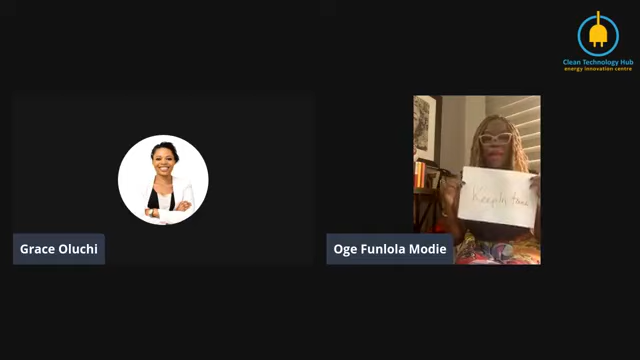 Clean Technology Hub
energy innovation centre
Grace Oluchi
Oge Funlola Modie